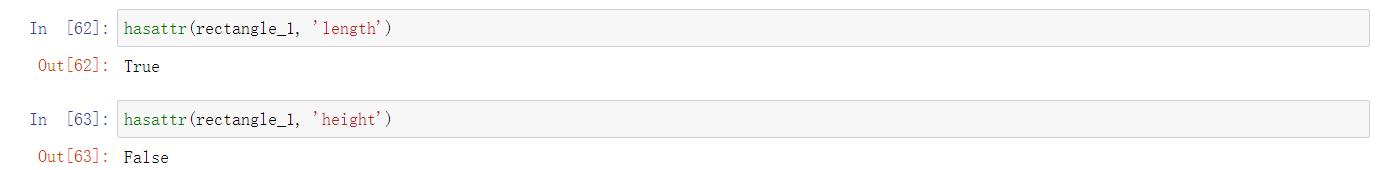 In [62]: hasattr(rectangle_1, 'length')
Out[62]: True
In [63]: hasattr(rectangle_1, 'height')
Out[63]: False